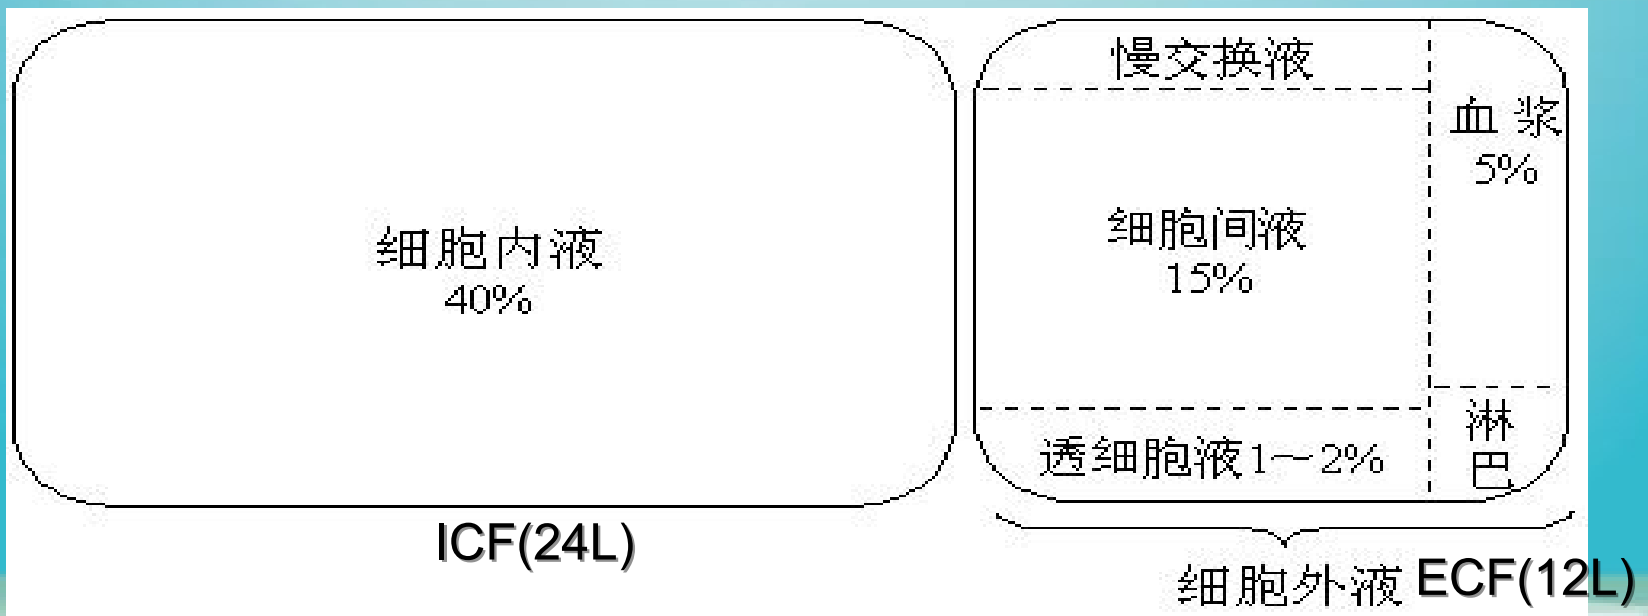 细胞内液
40%
ICF(24L)
慢交换液
细胞间液
15%
透细胞液1～2%
血浆
5%
淋
巴
细胞外液 ECF(12L)